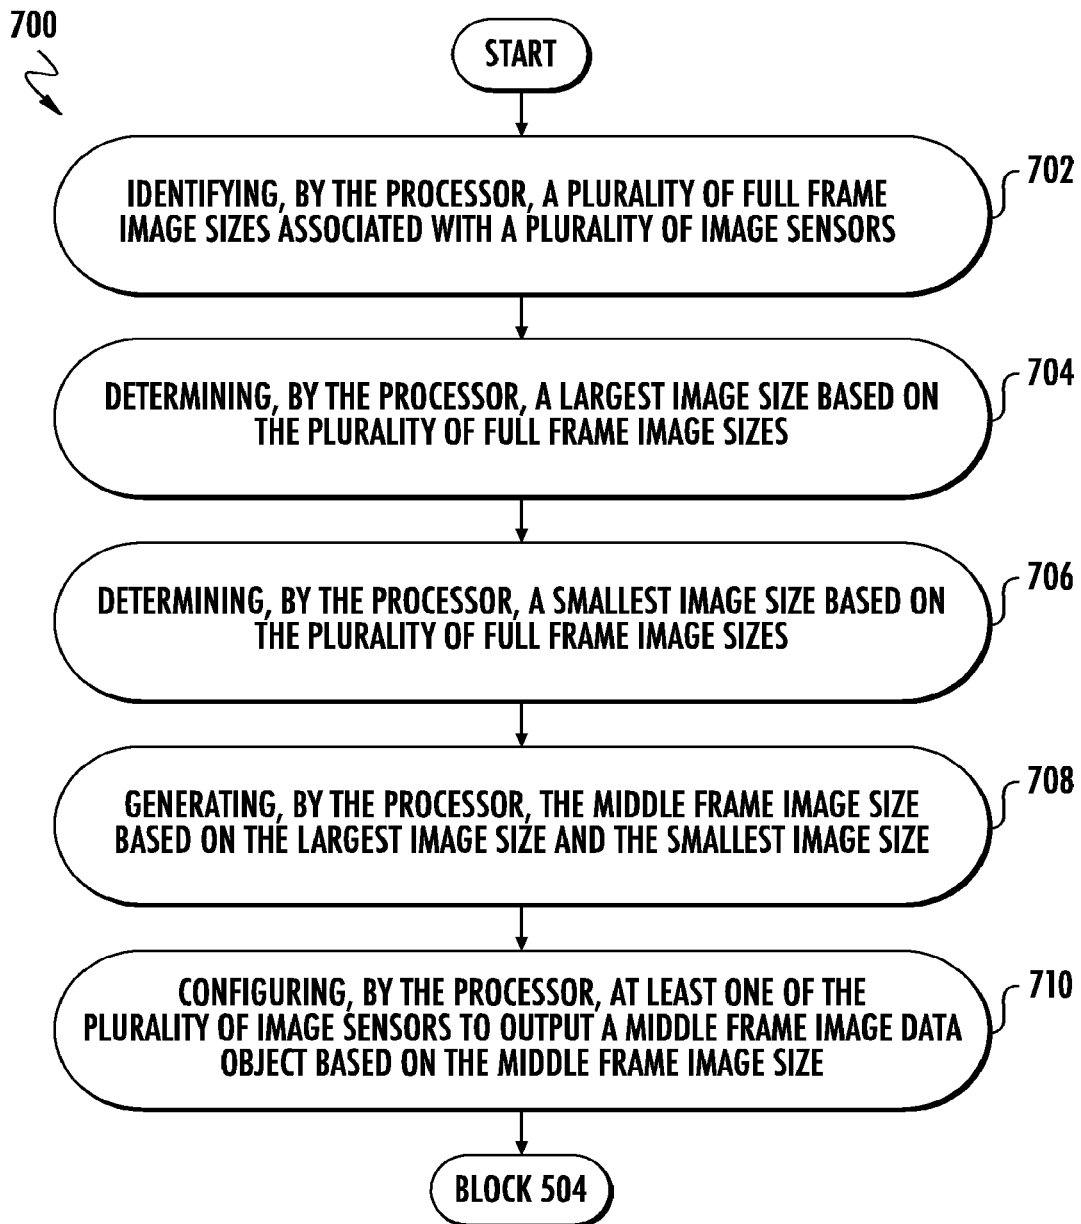 700
START
IDENTIFYING, BY THE PROCESSOR, A PLURALITY OF FULL FRAME
IMAGE SIZES ASSOCIATED WITH A PLURALITY OF IMAGE SENSORS
702
DETERMINING, BY THE PROCESSOR, A LARGEST IMAGE SIZE BASED ON
THE PLURALITY OF FULL FRAME IMAGE SIZES
704
DETERMINING, BY THE PROCESSOR, A SMALLEST IMAGE SIZE BASED ON
THE PLURALITY OF FULL FRAME IMAGE SIZES
706
GENERATING, BY THE PROCESSOR, THE MIDDLE FRAME IMAGE SIZE
BASED ON THE LARGEST IMAGE SIZE AND THE SMALLEST IMAGE SIZE
708
CONFIGURING, BY THE PROCESSOR, AT LEAST ONE OF THE
PLURALITY OF IMAGE SENSORS TO OUTPUT A MIDDLE FRAME IMAGE DATA
OBJECT BASED ON THE MIDDLE FRAME IMAGE SIZE
710
BLOCK 504